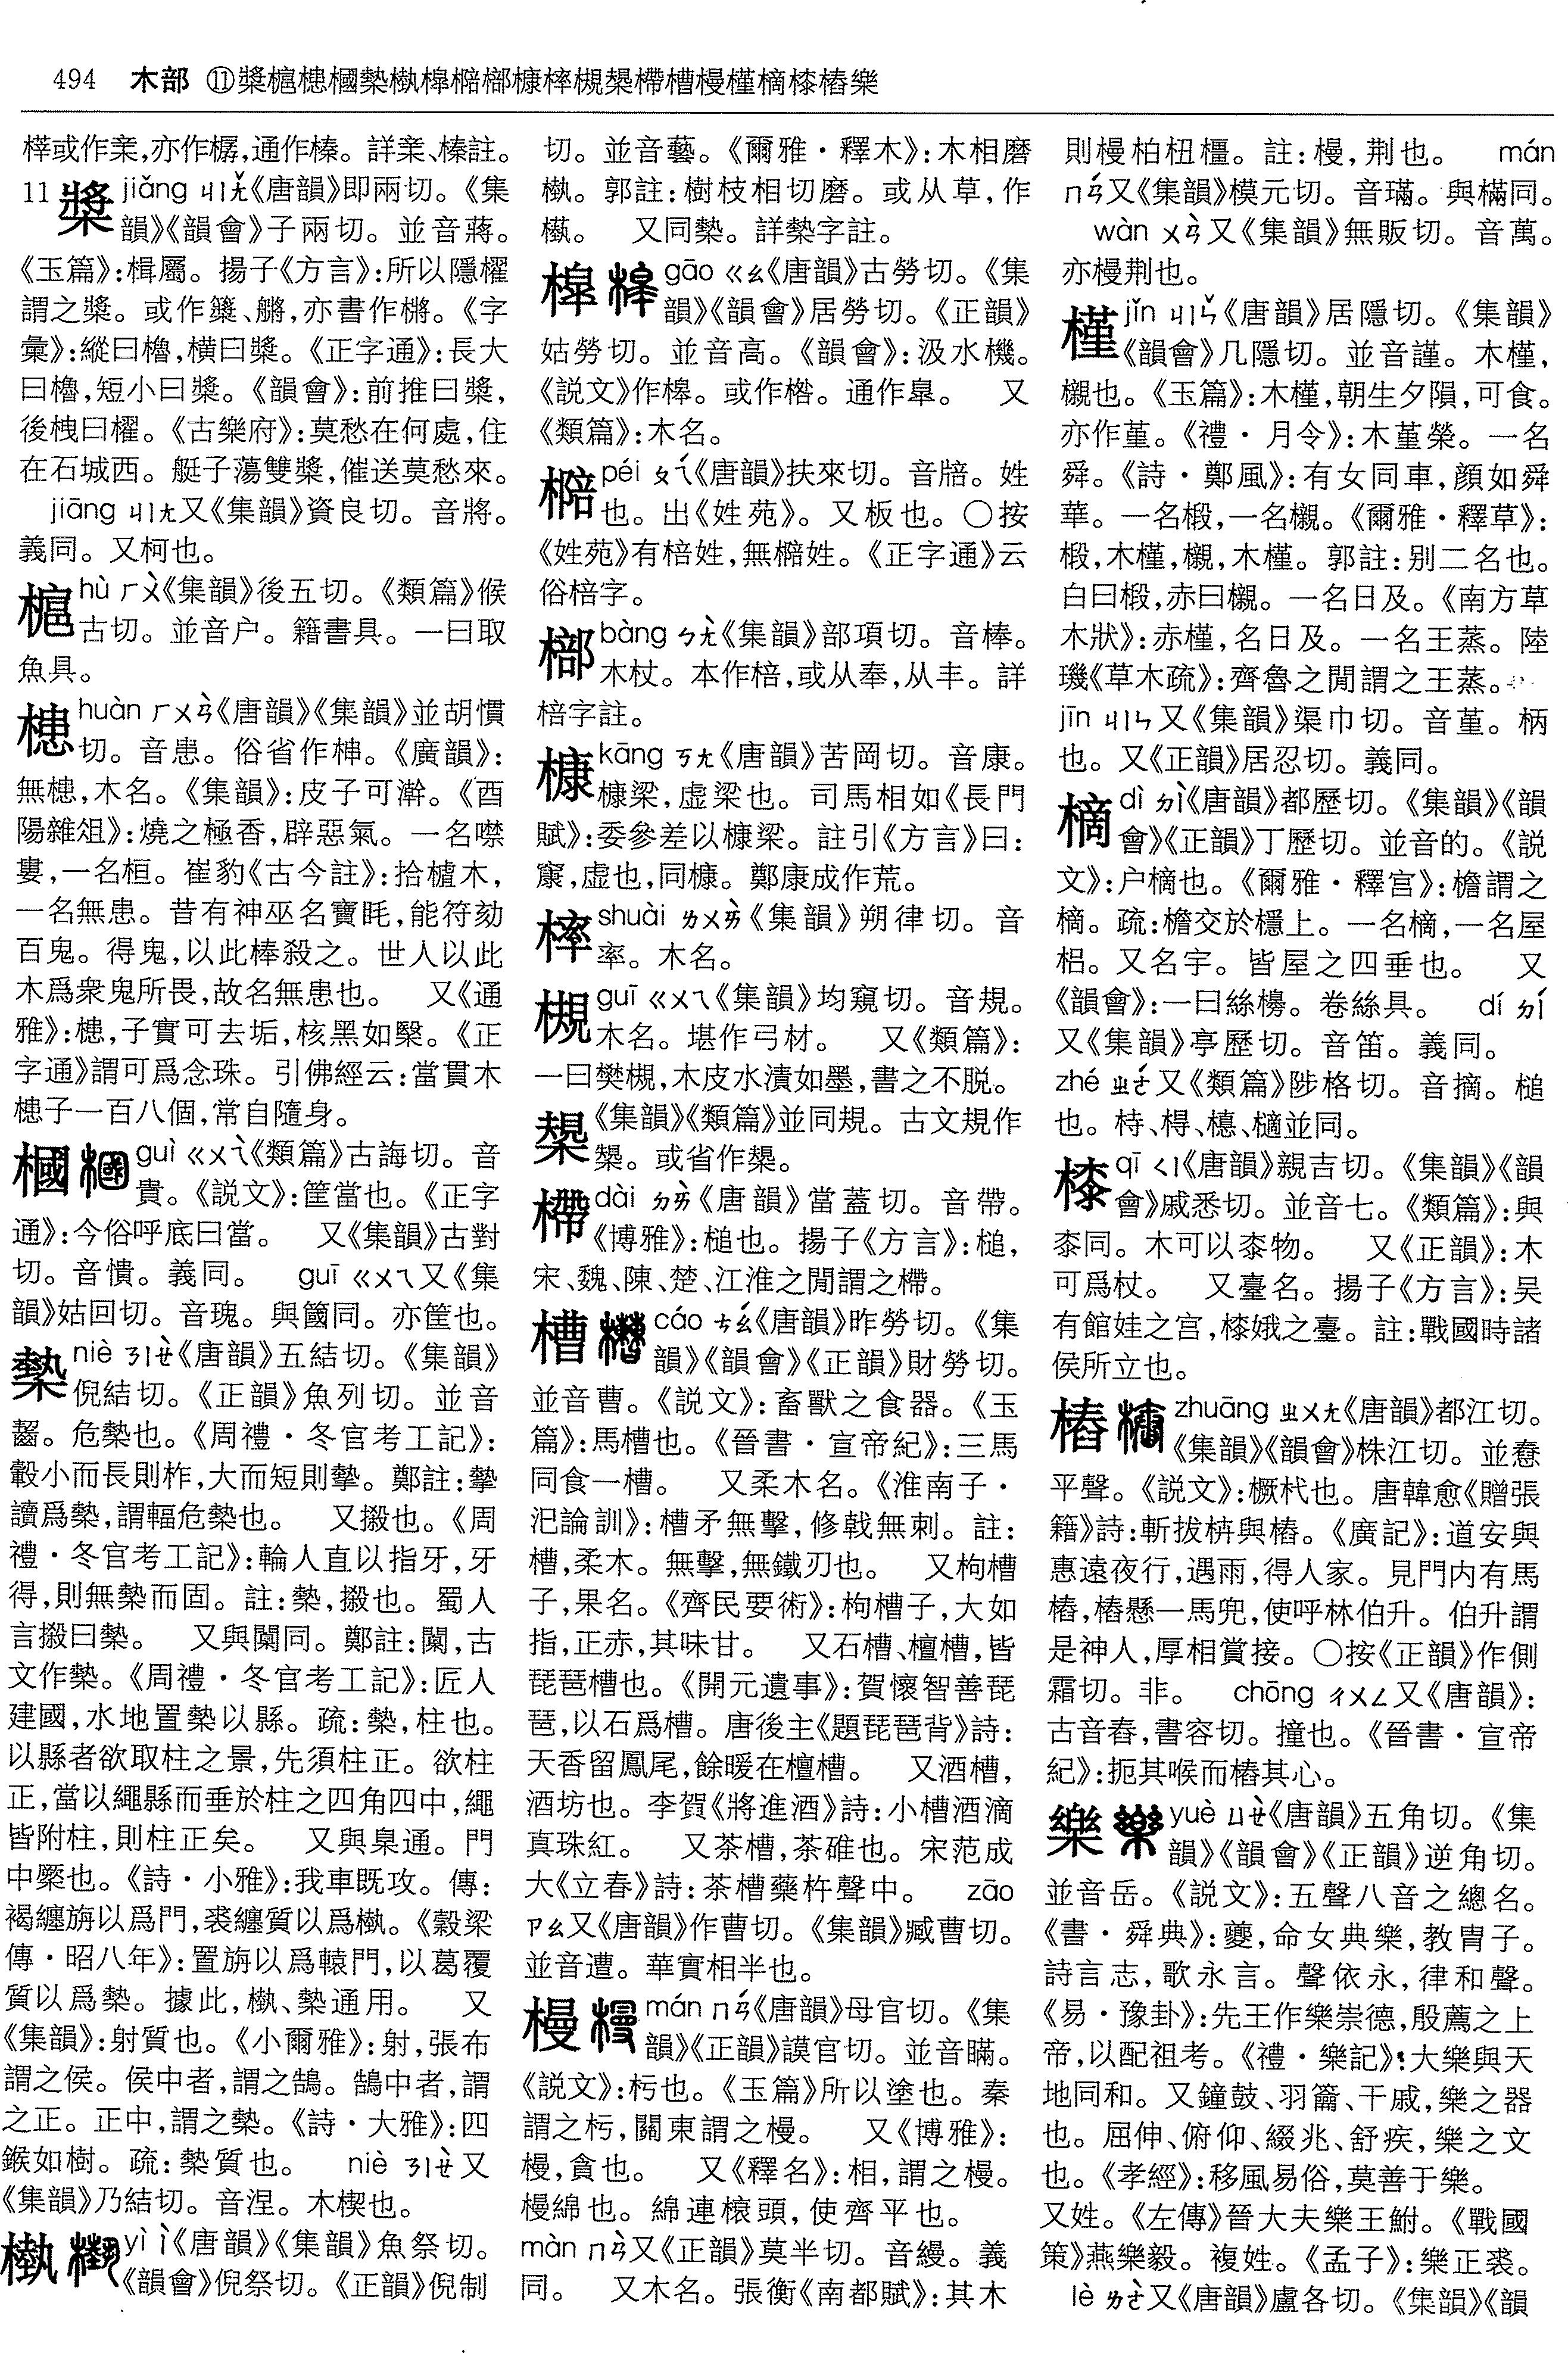 494 木部 ⑪槳槴槵槶槷槸槹㯁㯁槺䢦槻槼㯂槽槾槿樀㯃樁樂
榫或作亲,亦作樼,通作榛。詳亲、榛註。
11 槳 jiǎng ㄐㄧㄤˇ《唐韻》即兩切。《集
韻》《韻會》子兩切。並音蔣。
《玉篇》:楫屬。揚子《方言》:所以隱櫂
謂之槳。或作篥、艩,亦書作㯍。《字
彙》:縱曰櫓,横曰槳。《正字通》:長大
曰櫓,短小曰槳。《韻會》:前推曰槳,
後曳曰櫂。《古樂府》:莫愁在何處,住
在石城西。艇子蕩雙槳,催送莫愁來。
jiāng ㄐㄧㄤ又《集韻》資良切。音將。
義同。又柯也。
槴 hù ㄏㄨˋ《集韻》後五切。《類篇》候
古切。並音户。籍書具。一曰取
魚具。
槵 huàn ㄏㄨㄢˋ《唐韻》《集韻》並胡慣
切。音患。俗省作槵。《廣韻》:
無槵,木名。《集韻》:皮子可澣。《酉
陽雜俎》:燒之極香,辟惡氣。一名噤
婁,一名桓。崔豹《古今註》:拾櫨木,
一名無患。昔有神巫名寶眊,能符劾
百鬼。得鬼,以此棒殺之。世人以此
木爲衆鬼所畏,故名無患也。 又《通
雅》:槵,子實可去垢,核黑如瑿。《正
字通》謂可爲念珠。引佛經云:當貫木
槵子一百八個,常自隨身。
槶 guì ㄍㄨㄟˋ《類篇》古誨切。音
貴。《説文》:筐當也。《正字
通》:今俗呼底曰當。 又《集韻》古對
切。音憒。義同。 guī ㄍㄨㄟ又《集
韻》姑回切。音瑰。與簂同。亦筐也。
槷 niè ㄋㄧㄝˋ《唐韻》五結切。《集韻》
倪結切。《正韻》魚列切。並音
齧。危槷也。《周禮·冬官考工記》:
轂小而長則柞,大而短則摯。鄭註:摯
讀爲槷,謂輻危槷也。 又摋也。《周
禮·冬官考工記》:輪人直以指牙,牙
得,則無槷而固。註:槷,摋也。蜀人
言摋曰槷。 又與闑同。鄭註:闑,古
文作槷。《周禮·冬官考工記》:匠人
建國,水地置槷以縣。疏:槷,柱也。
以縣者欲取柱之景,先須柱正。欲柱
正,當以繩縣而垂於柱之四角四中,繩
皆附柱,則柱正矣。 又與臬通。門
中橜也。《詩·小雅》:我車既攻。傳:
褐纏旃以爲門,裘纏質以爲槸。《穀梁
傳·昭八年》:置旃以爲轅門,以葛覆
質以爲槷。據此,槸、槷通用。 又
《集韻》:射質也。《小爾雅》:射,張布
謂之侯。侯中者,謂之鵠。鵠中者,謂
之正。正中,謂之槷。《詩·大雅》:四
鍭如樹。疏:槷質也。 niè ㄋㄧㄝˋ又
《集韻》乃結切。音涅。木楔也。
槸 yì ㄧˋ《唐韻》《集韻》魚祭切。
《韻會》倪祭切。《正韻》倪制
切。並音藝。《爾雅·釋木》:木相磨
槸。郭註:樹枝相切磨。或从草,作
㰇。 又同槷。詳槷字註。
槹 gāo ㄍㄠ《唐韻》古勞切。《集
韻》《韻會》居勞切。《正韻》
姑勞切。並音高。《韻會》:汲水機。
《説文》作橰。或作㮮。通作皐。 又
《類篇》:木名。
péi ㄆㄟˊ《唐韻》扶來切。音陪。姓
也。出《姓苑》。又板也。○按
《姓苑》有棓姓,無䣙姓。《正字通》云
俗棓字。
bàng ㄅㄤˋ《集韻》部項切。音棒。
木杖。本作棓,或从奉,从丰。詳
棓字註。
槺 kāng ㄎㄤ《唐韻》苦岡切。音康。
槺梁,虛梁也。司馬相如《長門
賦》:委參差以槺梁。註引《方言》曰:
㝩,虛也,同槺。鄭康成作荒。
shuài ㄕㄨㄞˋ《集韻》朔律切。音
率。木名。
槻 guī ㄍㄨㄟ《集韻》均窺切。音規。
木名。堪作弓材。 又《類篇》:
一曰樊槻,木皮水漬如墨,書之不脱。
槼 《集韻》《類篇》並同規。古文規作
槼。或省作槼。
dài ㄉㄞˋ《唐韻》當蓋切。音帶。
《博雅》:槌也。揚子《方言》:槌,
宋、魏、陳、楚、江淮之閒謂之㯂。
槽 cáo ㄘㄠˊ《唐韻》昨勞切。《集
韻》《韻會》《正韻》財勞切。
並音曹。《説文》:畜獸之食器。《玉
篇》:馬槽也。《晉書·宣帝紀》:三馬
同食一槽。 又柔木名。《淮南子·
汜論訓》:槽矛無擊,修戟無刺。註:
槽,柔木。無擊,無鐵刃也。 又枸槽
子,果名。《齊民要術》:枸槽子,大如
指,正赤,其味甘。 又石槽、檀槽,皆
琵琶槽也。《開元遺事》:賀懷智善琵
琶,以石爲槽。唐後主《題琵琶背》詩:
天香留鳳尾,餘暖在檀槽。 又酒槽,
酒坊也。李賀《將進酒》詩:小槽酒滴
真珠紅。 又茶槽,茶碓也。宋范成
大《立春》詩:茶槽藥杵聲中。 zāo
ㄗㄠ又《唐韻》作曹切。《集韻》臧曹切。
並音遭。華實相半也。
槾 mán ㄇㄢˊ《唐韻》母官切。《集
韻》《正韻》謨官切。並音瞞。
《説文》:杇也。《玉篇》所以塗也。秦
謂之杇,關東謂之槾。 又《博雅》:
槾,貪也。 又《釋名》:梠,謂之槾。
槾綿也。綿連榱頭,使齊平也。
màn ㄇㄢˋ又《正韻》莫半切。音縵。義
同。 又木名。張衡《南都賦》:其木
則槾柏杻橿。註:槾,荆也。 mán
ㄇㄢˊ又《集韻》模元切。音璊。與樠同。
wàn ㄨㄢˋ又《集韻》無販切。音萬。
亦槾荆也。
槿 jǐn ㄐㄧㄣˇ《唐韻》居隱切。《集韻》
《韻會》几隱切。並音謹。木槿,
櫬也。《玉篇》:木槿,朝生夕隕,可食。
亦作堇。《禮·月令》:木堇榮。一名
舜。《詩·鄭風》:有女同車,顔如舜
華。一名椴,一名櫬。《爾雅·釋草》:
椴,木槿,櫬,木槿。郭註:别二名也。
白曰椴,赤曰櫬。一名日及。《南方草
木狀》:赤槿,名日及。一名王蒸。陸
璣《草木疏》:齊魯之閒謂之王蒸。
jīn ㄐㄧㄣ又《集韻》渠巾切。音菫。柄
也。又《正韻》居忍切。義同。
樀 dì ㄉㄧˋ《唐韻》都歷切。《集韻》《韻
會》《正韻》丁歷切。並音的。《説
文》:户樀也。《爾雅·釋宫》:檐謂之
樀。疏:檐交於檼上。一名樀,一名屋
梠。又名宇。皆屋之四垂也。 又
《韻會》:一曰絲㯁。卷絲具。 dí ㄉㄧˊ
又《集韻》亭歷切。音笛。義同。
zhé ㄓㄜˊ又《類篇》陟格切。音摘。槌
也。㭙、㭙、櫶、㰅並同。
㯃 qī ㄑㄧ《唐韻》親吉切。《集韻》《韻
會》戚悉切。並音七。《類篇》:與
桼同。木可以桼物。 又《正韻》:木
可爲杖。 又臺名。揚子《方言》:吴
有館娃之宫,㯃娥之臺。註:戰國時諸
侯所立也。
樁 zhuāng ㄓㄨㄤ《唐韻》都江切。
《集韻》《韻會》株江切。並惷
平聲。《説文》:橛杙也。唐韓愈《贈張
籍》詩:斬拔枿與樁。《廣記》:道安與
惠遠夜行,遇雨,得人家。見門内有馬
樁,樁懸一馬兜,使呼林伯升。伯升謂
是神人,厚相賞接。○按《正韻》作側
霜切。非。 chōng ㄔㄨㄥ又《唐韻》:
古音舂,書容切。撞也。《晉書·宣帝
紀》:扼其喉而樁其心。
樂 yuè ㄩㄝˋ《唐韻》五角切。《集
韻》《韻會》《正韻》逆角切。
並音岳。《説文》:五聲八音之總名。
《書·舜典》:夔,命女典樂,教胄子。
詩言志,歌永言。聲依永,律和聲。
《易·豫卦》:先王作樂崇德,殷薦之上
帝,以配祖考。《禮·樂記》:大樂與天
地同和。又鐘鼓、羽籥、干戚,樂之器
也。屈伸、俯仰、綴兆、舒疾,樂之文
也。《孝經》:移風易俗,莫善于樂。
又姓。《左傳》晉大夫樂王鮒。《戰國
策》燕樂毅。複姓。《孟子》:樂正裘。
lè ㄌㄜˋ又《唐韻》盧各切。《集韻》《韻